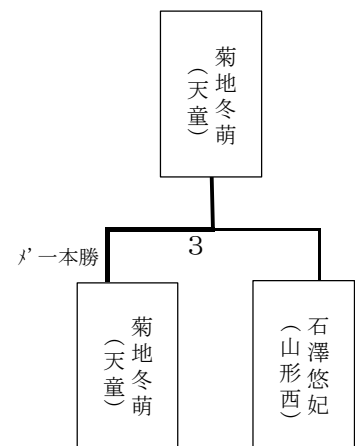 菊地冬萌
（天童）
メ’一本勝
3
菊地冬萌
（天童）
石澤悠妃
（山形西）